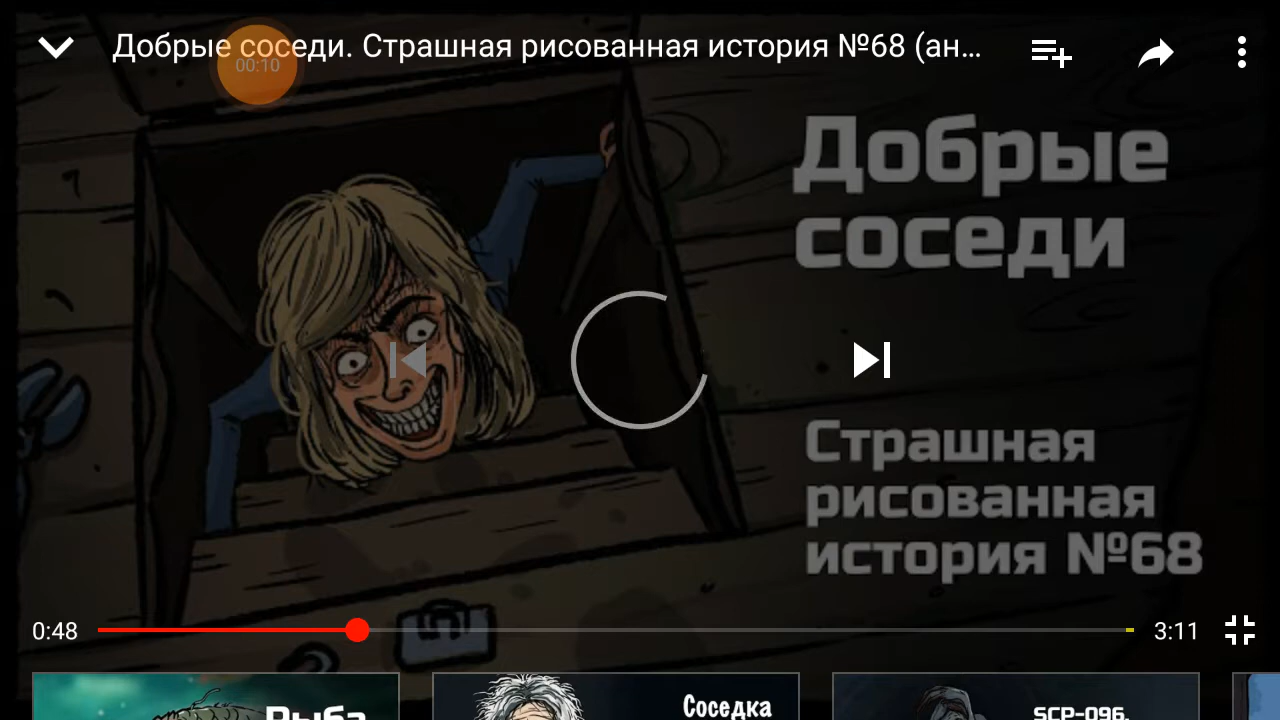 Добрые соседи. Страшная рисованная история №68 (ан...
00:10
Добрые
соседи
Страшная
рисованная
история №68
0:48
3:11
Рыба
Соседка
SCP-096.